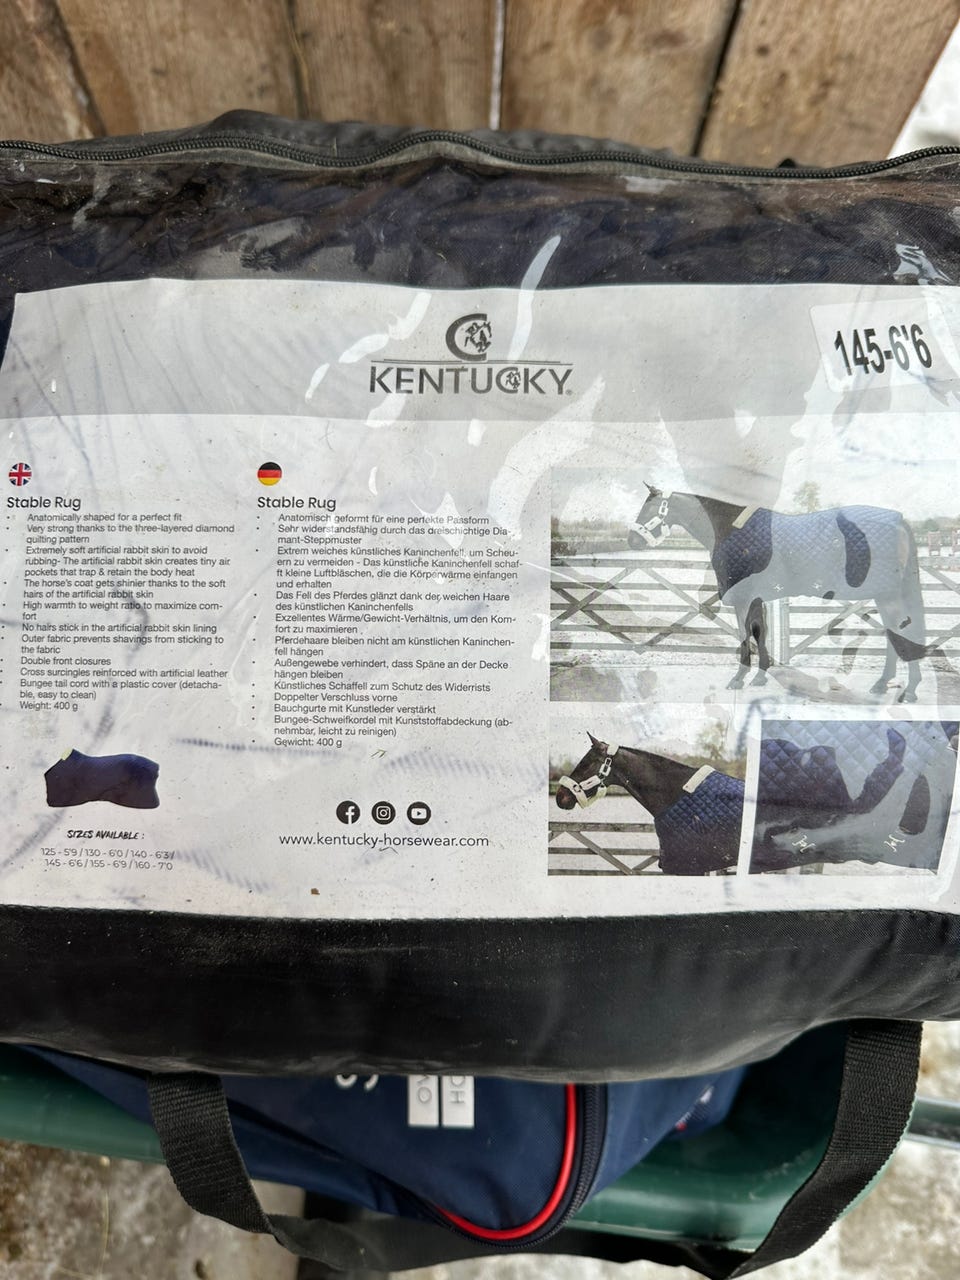 KENTUCKY®
145-6'6
Stable Rug
• Anatomically shaped for a perfect fit
• Very strong thanks to the three-layered diamond
quilting pattern
• Extremely soft artificial rabbit skin to avoid
rubbing- The artificial rabbit skin creates tiny air
pockets that trap & retain the body heat
• The horse's coat gets shinier thanks to the soft
hairs of the artificial rabbit skin
• High warmth to weight ratio to maximize com-
fort
• No hairs stick in the artificial rabbit skin lining
• Outer fabric prevents shavings from sticking to
the fabric
• Double front closures
• Cross surcingles reinforced with artificial leather
• Bungee tail cord with a plastic cover (detacha-
ble, easy to clean)
• Weight: 400 g
SIZES AVAILABLE :
125 - 5'9 / 130 - 6'0 / 140 - 6'3 /
145 - 6'6 / 155 - 6'9 / 160 - 7'0
Stable Rug
• Anatomisch geformt für eine perfekte Passform
• Sehr widerstandsfähig durch das dreischichtige Dia-
mant-Steppmuster
• Extrem weiches künstliches Kaninchenfell, um Scheu-
ern zu vermeiden - Das künstliche Kaninchenfell schaf-
ft kleine Luftbläschen, die die Körperwärme einfangen
und erhalten
• Das Fell des Pferdes glänzt dank der weichen Haare
des künstlichen Kaninchenfells
• Exzellentes Wärme/Gewicht-Verhältnis, um den Kom-
fort zu maximieren
• Pferdehaare bleiben nicht am künstlichen Kaninchen-
fell hängen
• Außengewebe verhindert, dass Späne an der Decke
hängen bleiben
• Künstliches Schaffell zum Schutz des Widerrists
• Doppelter Verschluss vorne
• Bauchgurte mit Kunstleder verstärkt
• Bungee-Schweifkordel mit Kunststoffabdeckung (ab-
nehmbar, leicht zu reinigen)
• Gewicht: 400 g
www.kentucky-horsewear.com